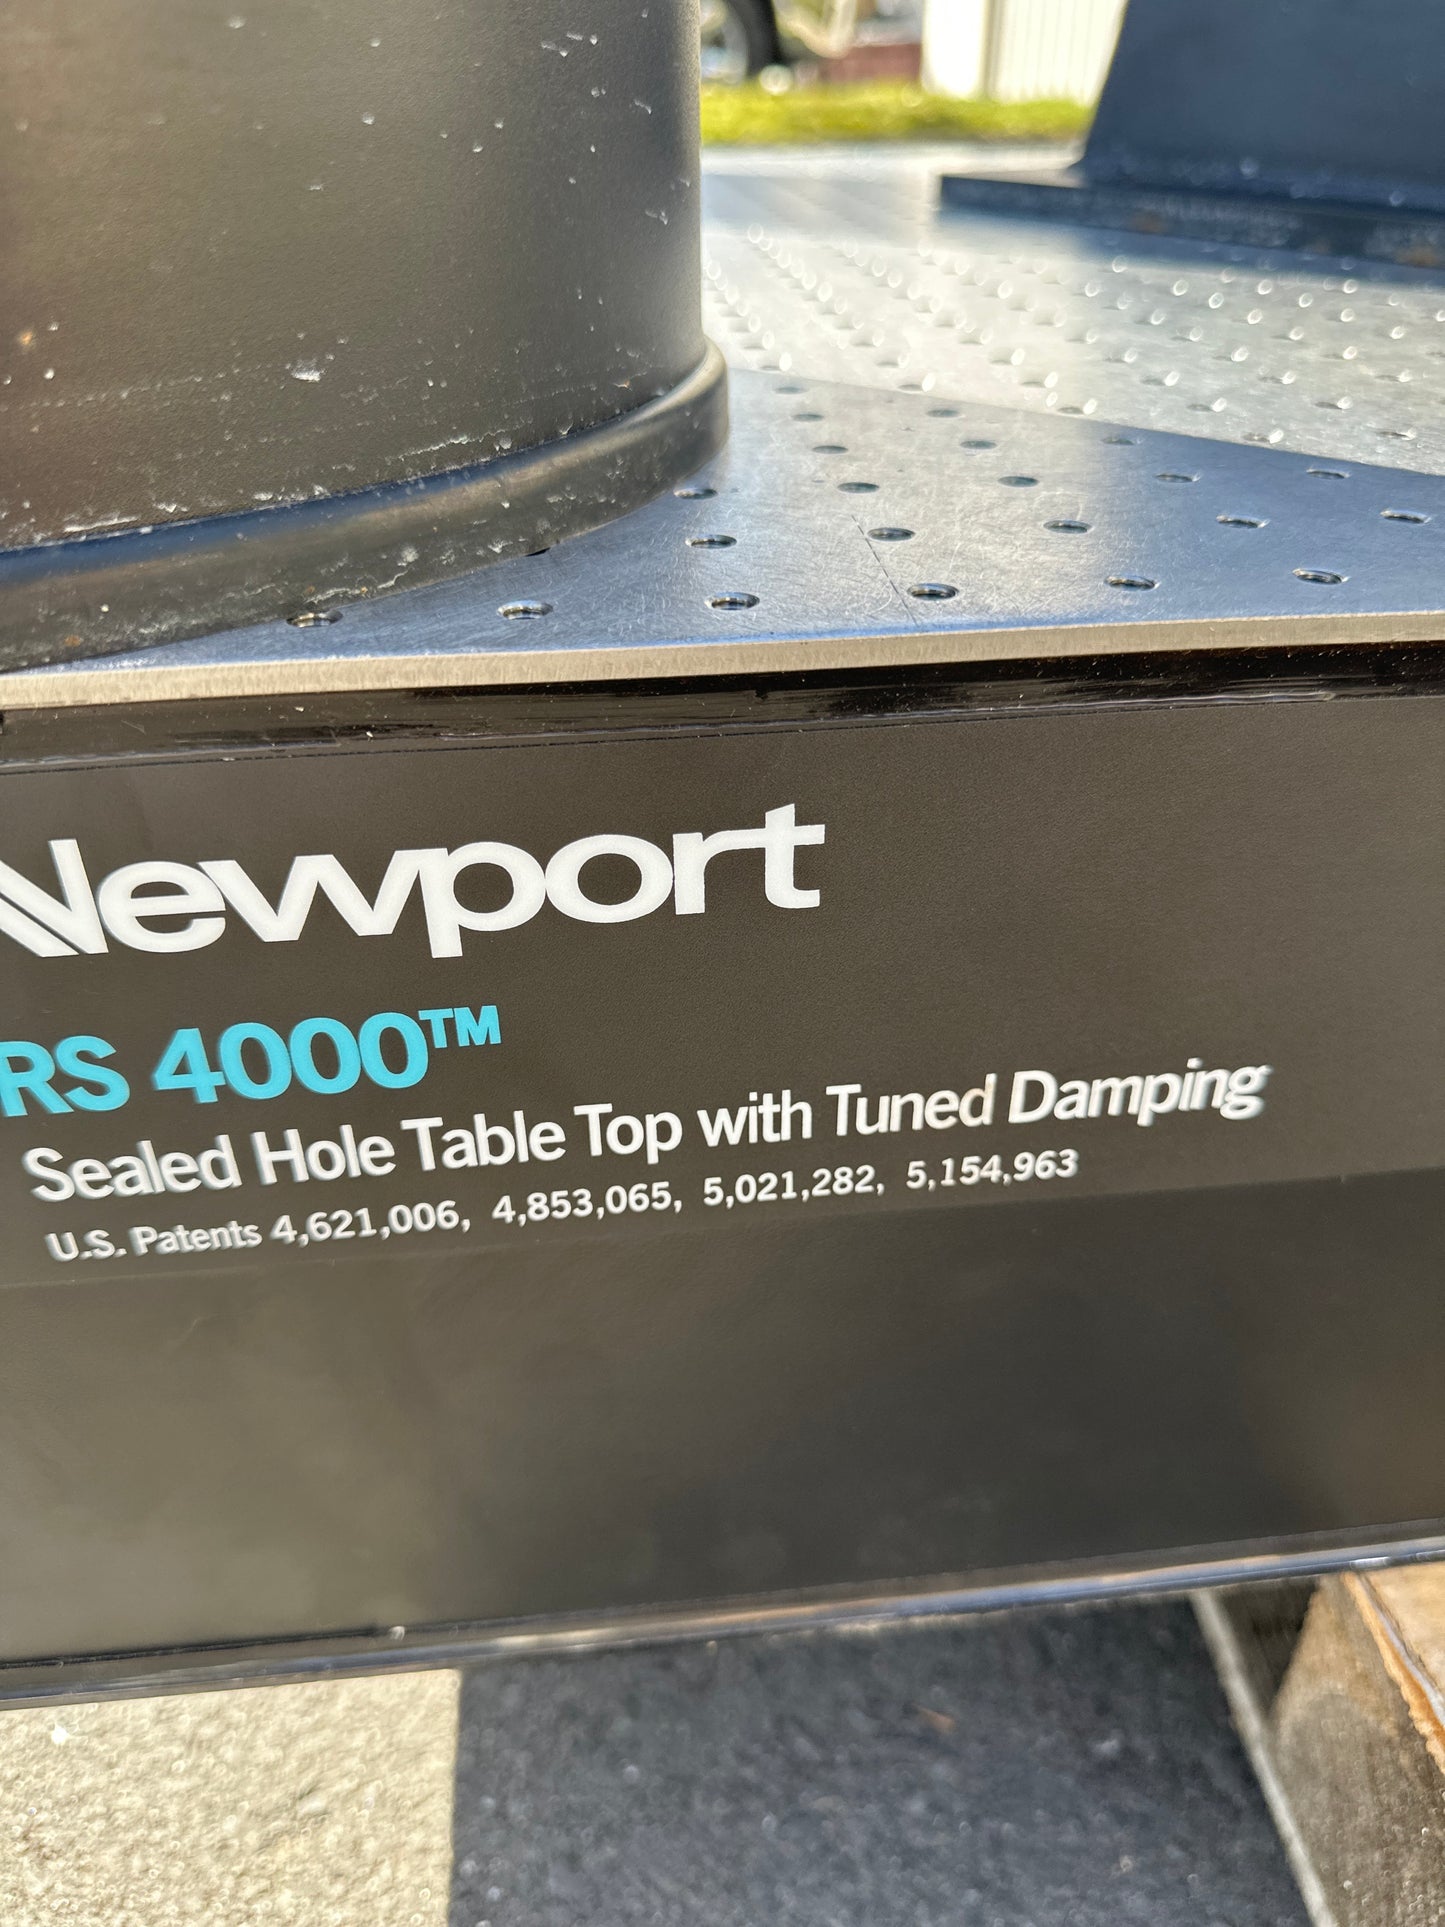 Newport
RS 4000™
Sealed Hole Table Top with Tuned Damping
U.S. Patents 4,621,006, 4,853,065, 5,021,282, 5,154,963